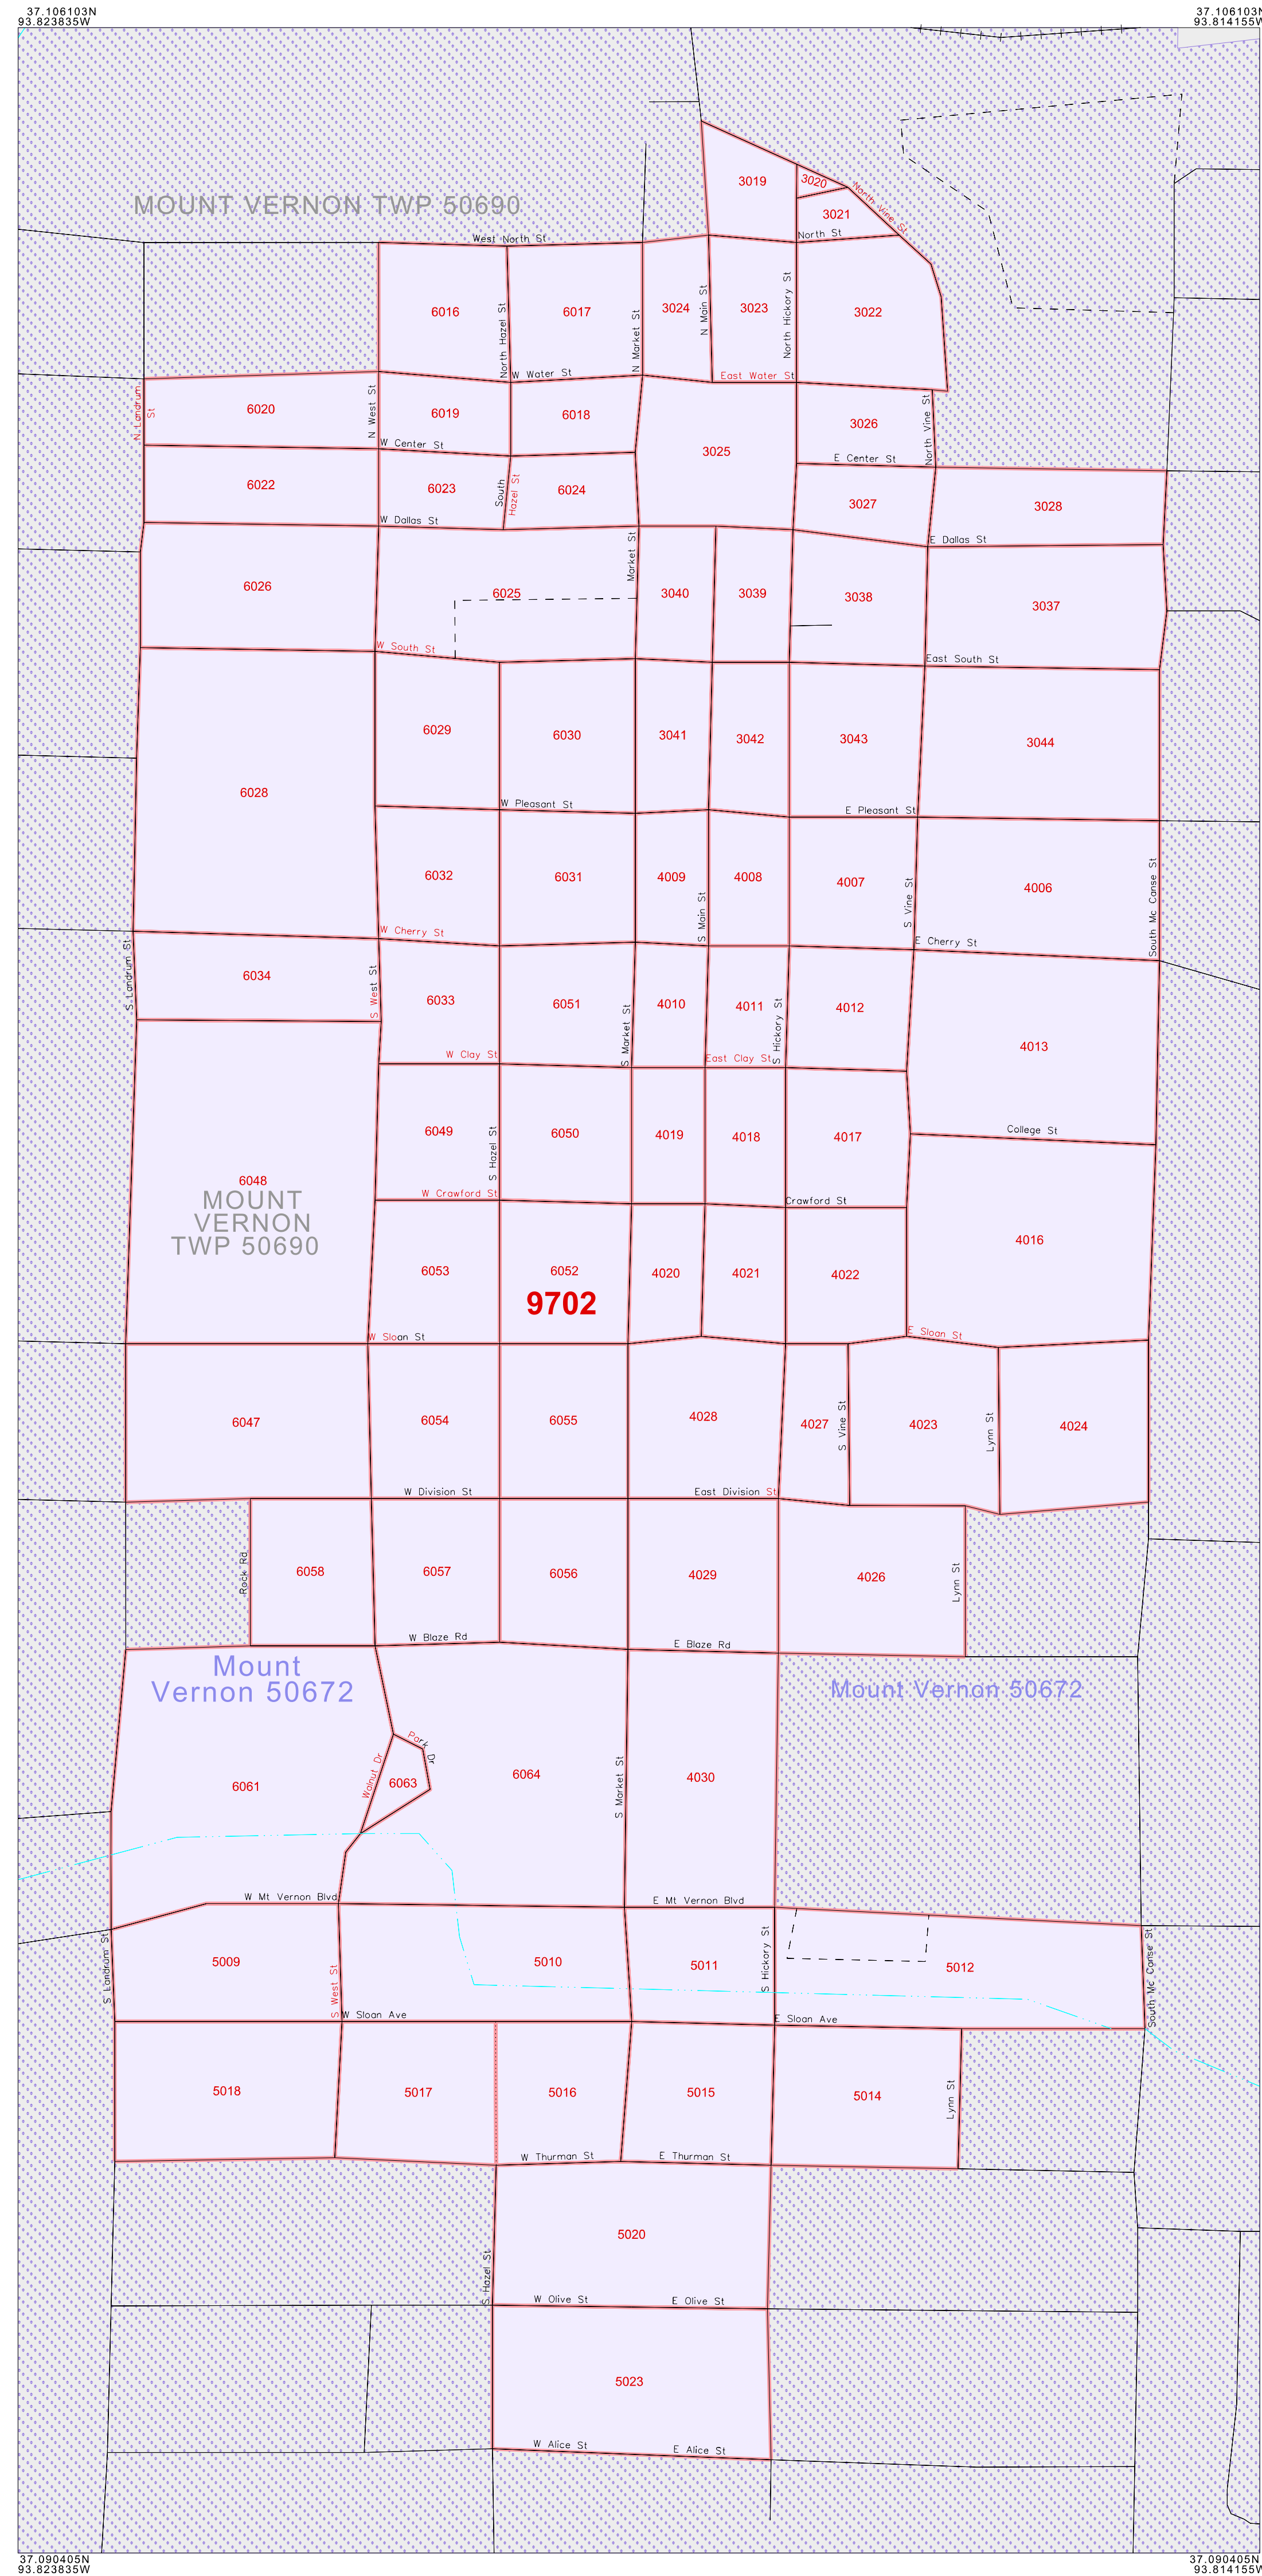 37.106103N
93.823835W
37.106103N
93.814155W
MOUNT VERNON TWP 50690
3019
3020
North Vine St
3021
West North St
North St
6016
North Hazel St
6017
N Market St
3024
N Main St
3023
North Hickory St
3022
W Water St
East Water St
N Landrum
St
6020
N West St
6019
6018
3025
3026
North Vine St
W Center St
E Center St
6022
6023
South
Hazel St
6024
3027
3028
W Dallas St
E Dallas St
6026
6025
Market St
3040
3039
3038
3037
W South St
East South St
6028
6029
6030
3041
3042
3043
3044
W Pleasant St
E Pleasant St
6032
6031
4009
S Main St
4008
4007
S Vine St
4006
South Mc Canse St
W Cherry St
E Cherry St
S Landrum St
6034
S West St
6033
6051
S Market St
4010
4011
S Hickory St
4012
4013
W Clay St
East Clay St
6049
S Hazel St
6050
4019
4018
4017
College St
6048
MOUNT
VERNON
TWP 50690
W Crawford St
Crawford St
4016
6053
6052
9702
4020
4021
4022
W Sloan St
E Sloan St
6047
6054
6055
4028
4027
S Vine St
4023
Lynn St
4024
W Division St
East Division St
Rock Rd
6058
6057
6056
4029
4026
Lynn St
W Blaze Rd
E Blaze Rd
Mount
Vernon 50672
Mount Vernon 50672
Park Dr
Walnut Dr
6063
6061
6064
S Market St
4030
W Mt Vernon Blvd
E Mt Vernon Blvd
S Landrum St
5009
S West St
5010
5011
S Hickory St
5012
South Mc Canse St
W Sloan Ave
E Sloan Ave
5018
5017
5016
5015
5014
Lynn St
W Thurman St
E Thurman St
5020
S Hazel St
W Olive St
E Olive St
5023
W Alice St
E Alice St
37.090405N
93.823835W
37.090405N
93.814155W